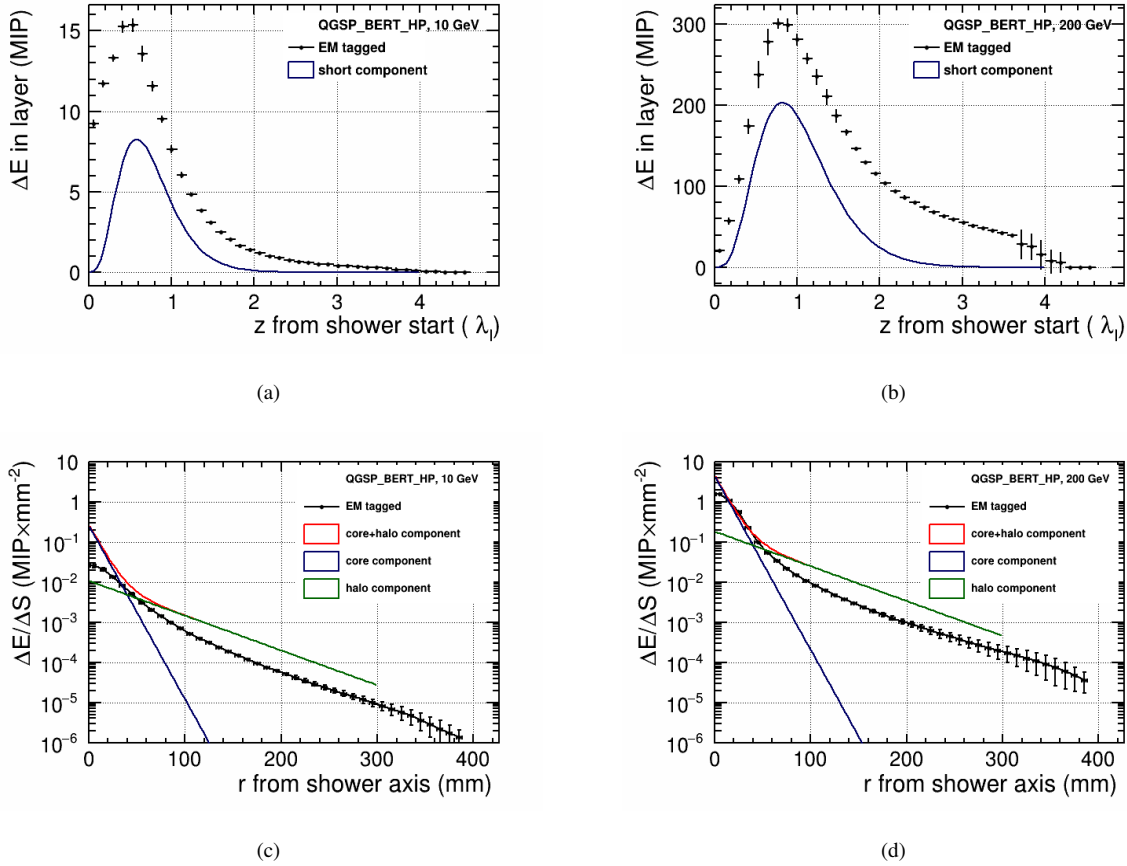 QGSP_BERT_HP, 10 GeV
EM tagged
short component
ΔE in layer (MIP)
15
10
5
0
0 1 2 3 4
z from shower start ( λ_I)
(a)
QGSP_BERT_HP, 200 GeV
EM tagged
short component
ΔE in layer (MIP)
300
200
100
0
0 1 2 3 4
z from shower start ( λ_I)
(b)
QGSP_BERT_HP, 10 GeV
EM tagged
core+halo component
core component
halo component
ΔE/ΔS (MIP×mm⁻²)
10
1
10⁻¹
10⁻²
10⁻³
10⁻⁴
10⁻⁵
10⁻⁶
0 100 200 300 400
r from shower axis (mm)
(c)
QGSP_BERT_HP, 200 GeV
EM tagged
core+halo component
core component
halo component
ΔE/ΔS (MIP×mm⁻²)
10
1
10⁻¹
10⁻²
10⁻³
10⁻⁴
10⁻⁵
10⁻⁶
0 100 200 300 400
r from shower axis (mm)
(d)